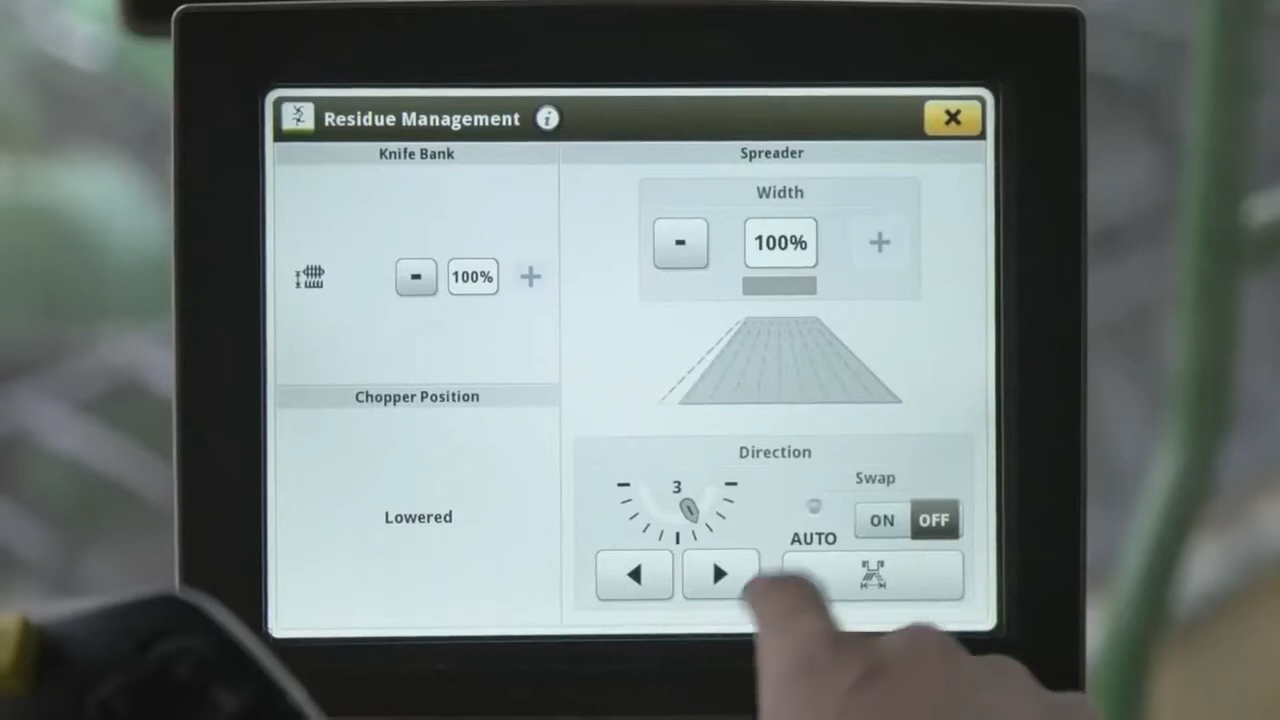 Residue Management i
Knife Bank
- 100% +
Chopper Position
Lowered
Spreader
Width
- 100% +
Direction
3
Swap
ON OFF
AUTO